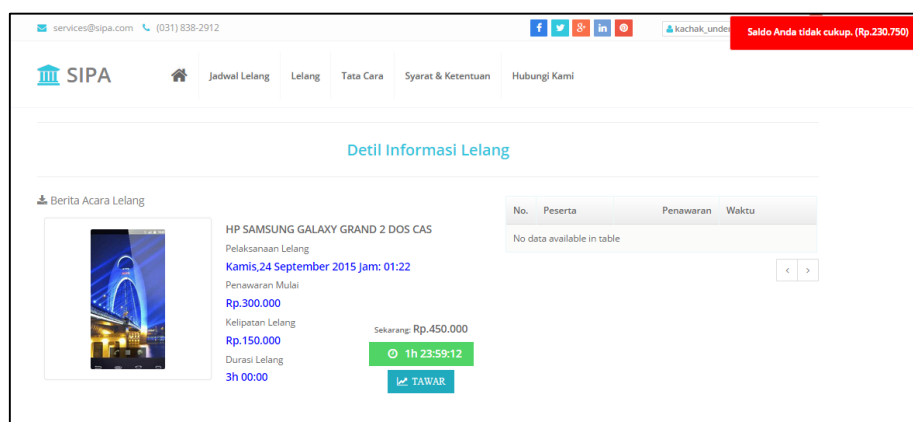 services@sipa.com (031) 838-2912
Saldo Anda tidak cukup. (Rp.230.750)
SIPA Jadwal Lelang Lelang Tata Cara Syarat & Ketentuan Hubungi Kami
Detil Informasi Lelang
Berita Acara Lelang
HP SAMSUNG GALAXY GRAND 2 DOS CAS
Pelaksanaan Lelang
Kamis,24 September 2015 Jam: 01:22
Penawaran Mulai
Rp.300.000
Kelipatan Lelang
Rp.150.000
Durasi Lelang
3h 00:00
Sekarang: Rp.450.000
1h 23:59:12
TAWAR
No. Peserta Penawaran Waktu
No data available in table